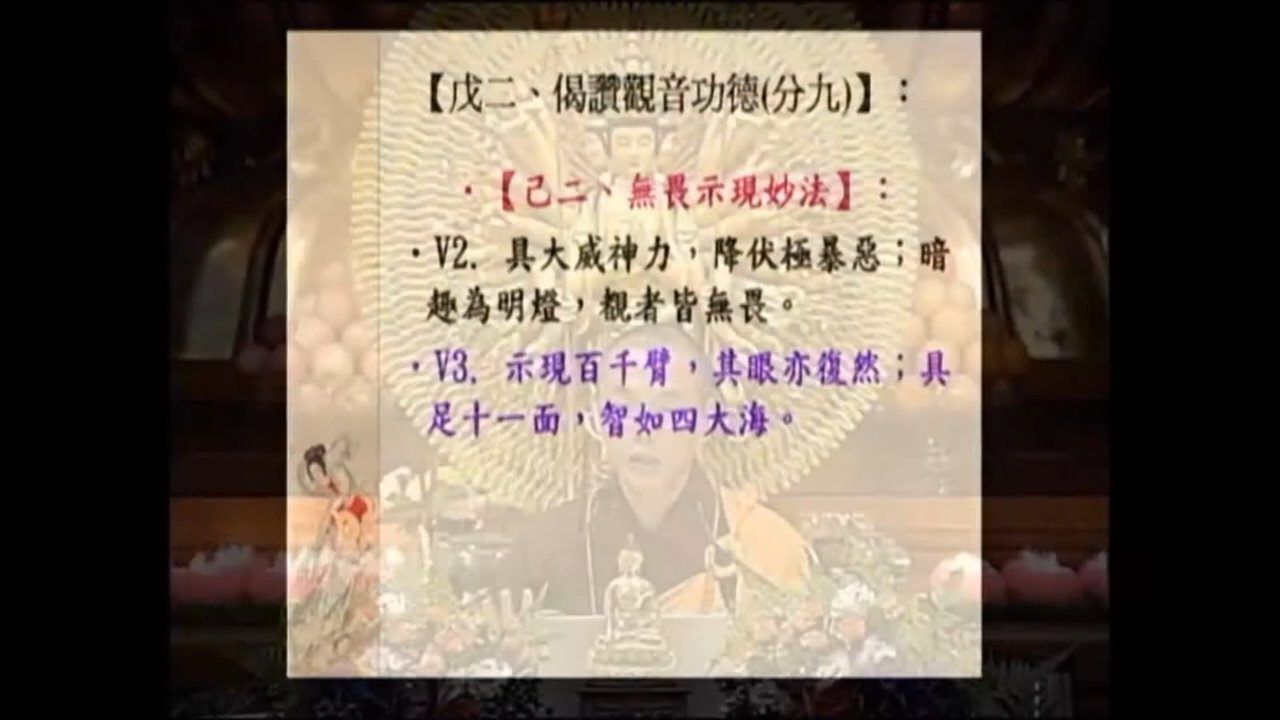 【戊二、偈讚觀音功德(分九)】：
·【己二、無畏示現妙法】：
·V2. 具大威神力，降伏極暴惡；暗
趣為明燈，覩者皆無畏。
·V3. 示現百千臂，其眼亦復然；具
足十一面，智如四大海。